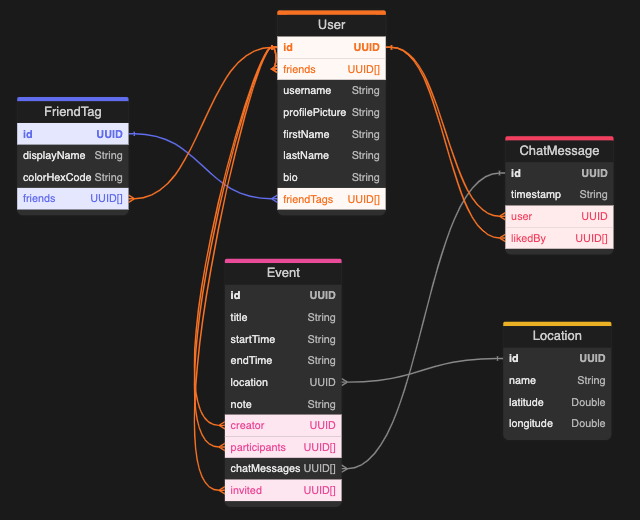 User
id UUID
friends UUID[]
username String
profilePicture String
firstName String
lastName String
bio String
friendTags UUID[]
FriendTag
id UUID
displayName String
colorHexCode String
friends UUID[]
ChatMessage
id UUID
timestamp String
user UUID
likedBy UUID[]
Event
id UUID
title String
startTime String
endTime String
location UUID
note String
creator UUID
participants UUID[]
chatMessages UUID[]
invited UUID[]
Location
id UUID
name String
latitude Double
longitude Double